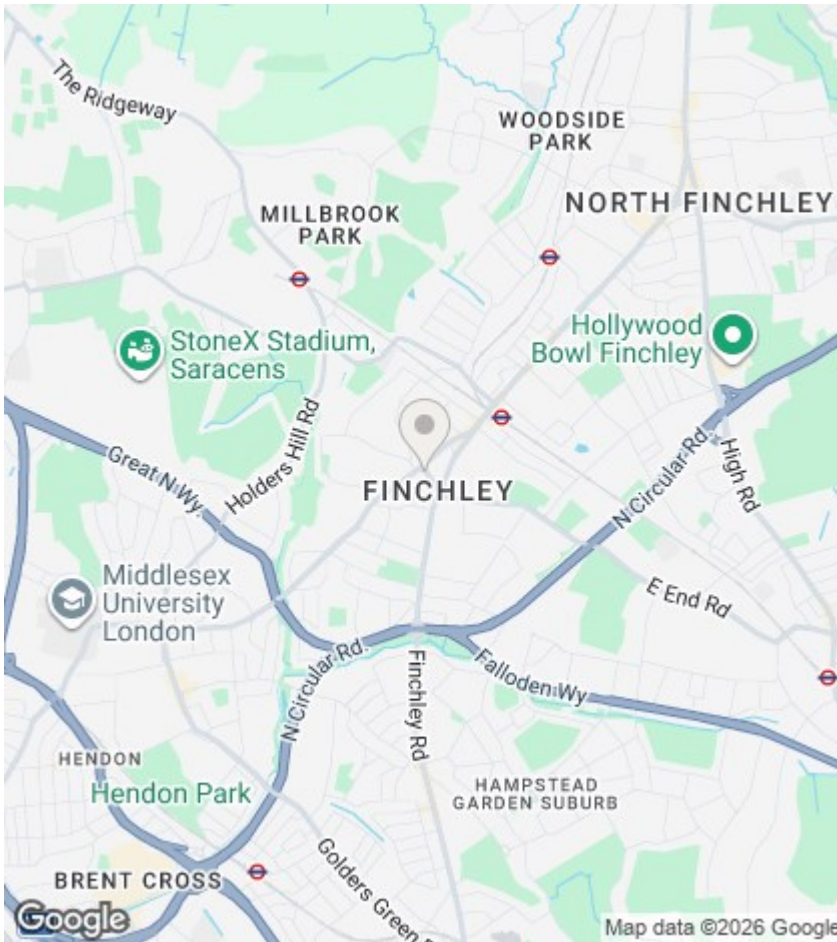 The Ridgeway
WOODSIDE
PARK
NORTH FINCHLEY
MILLBROOK
PARK
StoneX Stadium,
Saracens
Hollywood
Bowl Finchley
Holders Hill Rd
Great N Wy.
FINCHLEY
N Circular Rd.
High Rd
Middlesex
University
London
E End Rd
N Circular Rd.
Finchley Rd
Falloden Wy
HENDON
Hendon Park
HAMPSTEAD
GARDEN SUBURB
BRENT CROSS
Golders Green
Google
Map data ©2026 Google